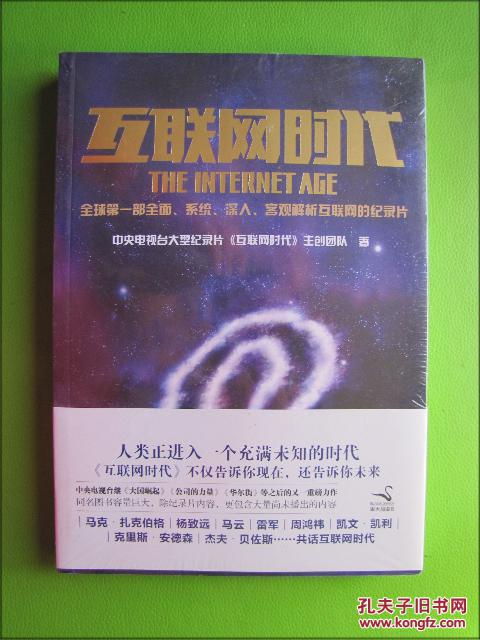 互联网时代
THE INTERNET AGE
全球第一部全面、系统、深入、客观解析互联网的纪录片
中央电视台大型纪录片《互联网时代》主创团队 著
人类正进入一个充满未知的时代
《互联网时代》不仅告诉你现在，还告诉你未来
中央电视台继《大国崛起》《公司的力量》《华尔街》等之后的又一重磅力作
同名图书容量巨大，除纪录片内容，更包含大量尚未播出的内容
马克·扎克伯格｜杨致远｜马云｜雷军｜周鸿祎｜凯文·凯利
克里斯·安德森｜杰夫·贝佐斯……共话互联网时代
孔夫子旧书网
www.kongfz.com